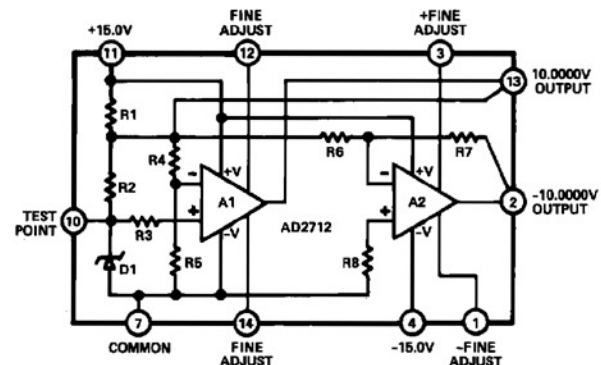 FINE
ADJUST
+FINE
ADJUST
+15.0V
11
12
3
13
10.0000V
OUTPUT
R1
R4
R6
R7
+V
+V
R2
–
A1
–
A2
2
–10.0000V
OUTPUT
TEST
POINT
10
R3
+
–V
AD2712
+
–V
D1
R5
R8
7
14
4
1
COMMON
FINE
ADJUST
–15.0V
–FINE
ADJUST